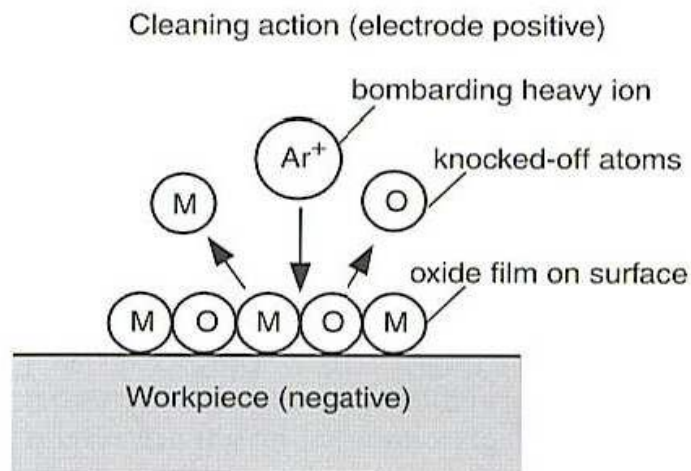 Cleaning action (electrode positive)
bombarding heavy ion
Ar+
knocked-off atoms
M
O
oxide film on surface
M O M O M
Workpiece (negative)